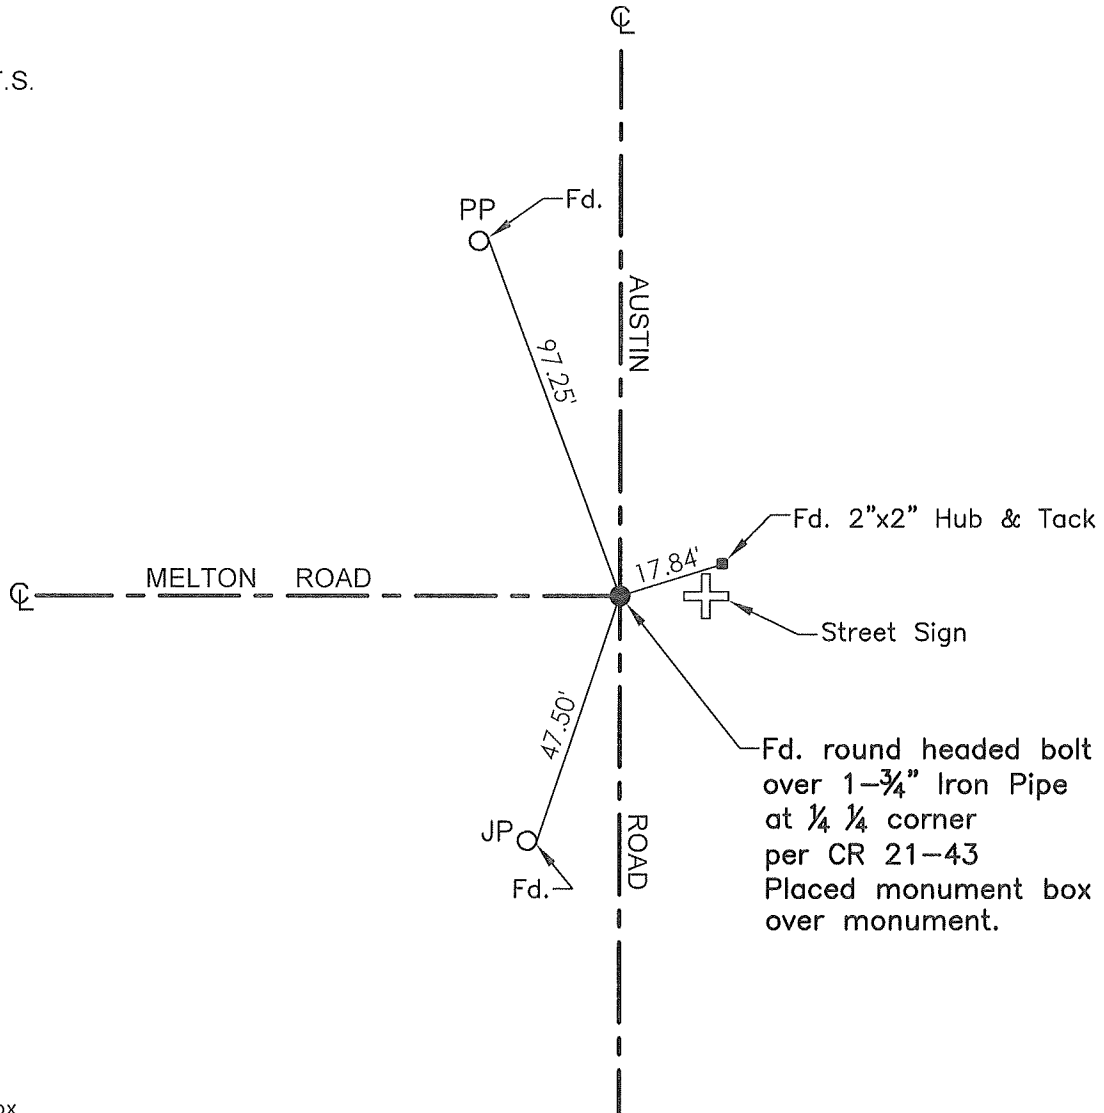 ℄
T.S.
PP
Fd.
AUSTIN
97.25'
Fd. 2"x2" Hub & Tack
17.84'
MELTON ROAD
℄
Street Sign
47.50'
Fd. round headed bolt
over 1-¾" Iron Pipe
at ¼ ¼ corner
per CR 21-43
Placed monument box
over monument.
JP
ROAD
Fd.